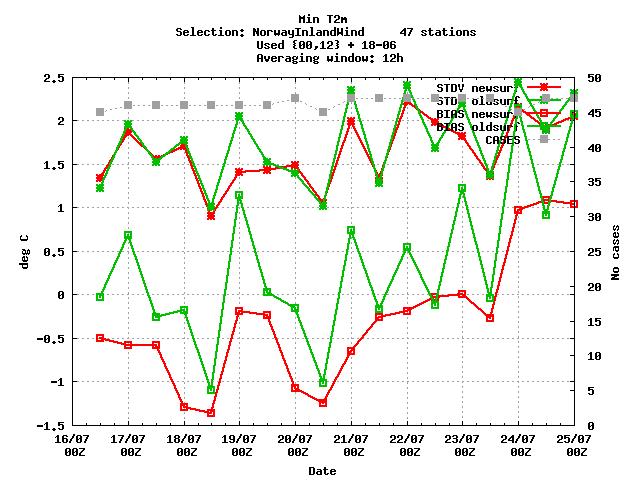 Min T2m
Selection: NorwayInlandWind 47 stations
Used {00,12} + 18-06
Averaging window: 12h
STDV newsurf
STDV oldsurf
BIAS newsurf
BIAS oldsurf
CASES
2.5
2
1.5
1
0.5
0
-0.5
-1
-1.5
deg C
50
45
40
35
30
25
20
15
10
5
0
No cases
16/07 17/07 18/07 19/07 20/07 21/07 22/07 23/07 24/07 25/07
00Z 00Z 00Z 00Z 00Z 00Z 00Z 00Z 00Z 00Z
Date